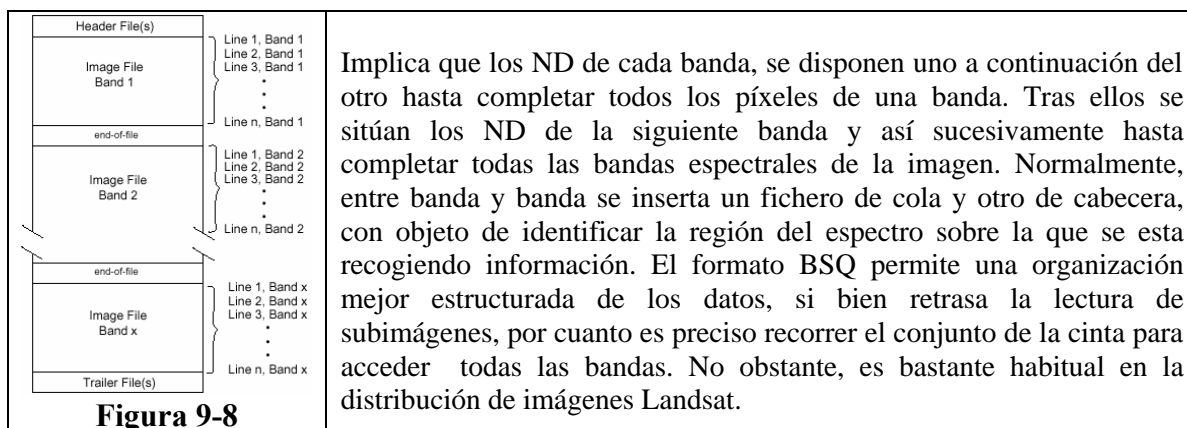 Header File(s)
Image File
Band 1
Line 1, Band 1
Line 2, Band 1
Line 3, Band 1
Line n, Band 1
end-of-file
Image File
Band 2
Line 1, Band 2
Line 2, Band 2
Line 3, Band 2
Line n, Band 2
end-of-file
Image File
Band x
Line 1, Band x
Line 2, Band x
Line 3, Band x
Line n, Band x
Trailer File(s)
Figura 9-8
Implica que los ND de cada banda, se disponen uno a continuación del
otro hasta completar todos los píxeles de una banda. Tras ellos se
sitúan los ND de la siguiente banda y así sucesivamente hasta
completar todas las bandas espectrales de la imagen. Normalmente,
entre banda y banda se inserta un fichero de cola y otro de cabecera,
con objeto de identificar la región del espectro sobre la que se esta
recogiendo información. El formato BSQ permite una organización
mejor estructurada de los datos, si bien retrasa la lectura de
subimágenes, por cuanto es preciso recorrer el conjunto de la cinta para
acceder todas las bandas. No obstante, es bastante habitual en la
distribución de imágenes Landsat.